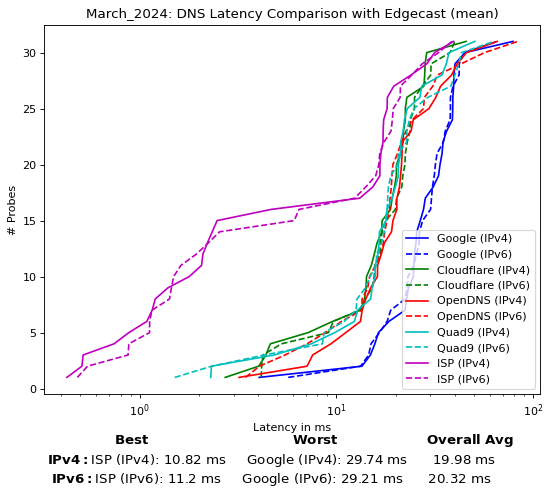 March_2024: DNS Latency Comparison with Edgecast (mean)
# Probes
30
25
20
15
10
5
0
Google (IPv4)
Google (IPv6)
Cloudflare (IPv4)
Cloudflare (IPv6)
OpenDNS (IPv4)
OpenDNS (IPv6)
Quad9 (IPv4)
Quad9 (IPv6)
ISP (IPv4)
ISP (IPv6)
10⁰ 10¹ 10²
Latency in ms
Best Worst Overall Avg
IPv4: ISP (IPv4): 10.82 ms Google (IPv4): 29.74 ms 19.98 ms
IPv6: ISP (IPv6): 11.2 ms Google (IPv6): 29.21 ms 20.32 ms